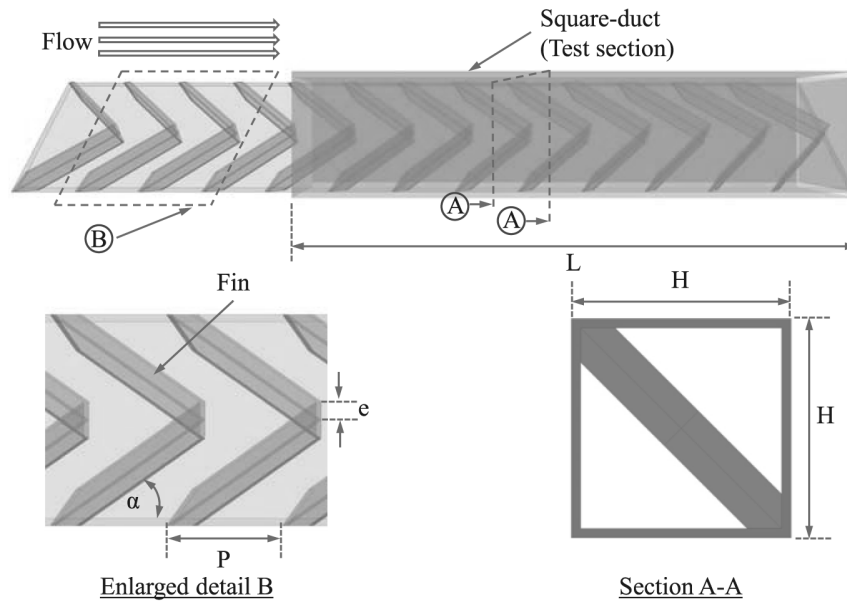 Flow
Square-duct
(Test section)
A
A
B
L
Fin
H
e
H
α
P
Enlarged detail B
Section A-A